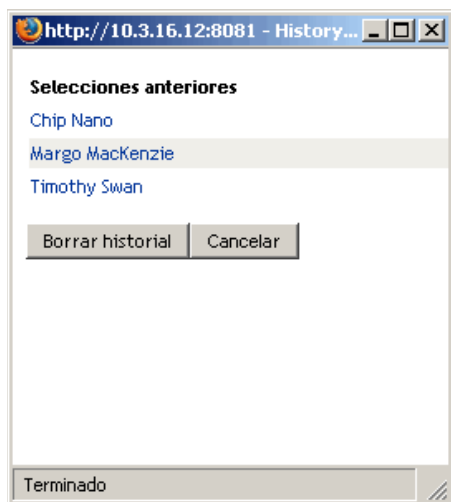 http://10.3.16.12:8081 - History...
Selecciones anteriores
Chip Nano
Margo MacKenzie
Timothy Swan
Borrar historial Cancelar
Terminado